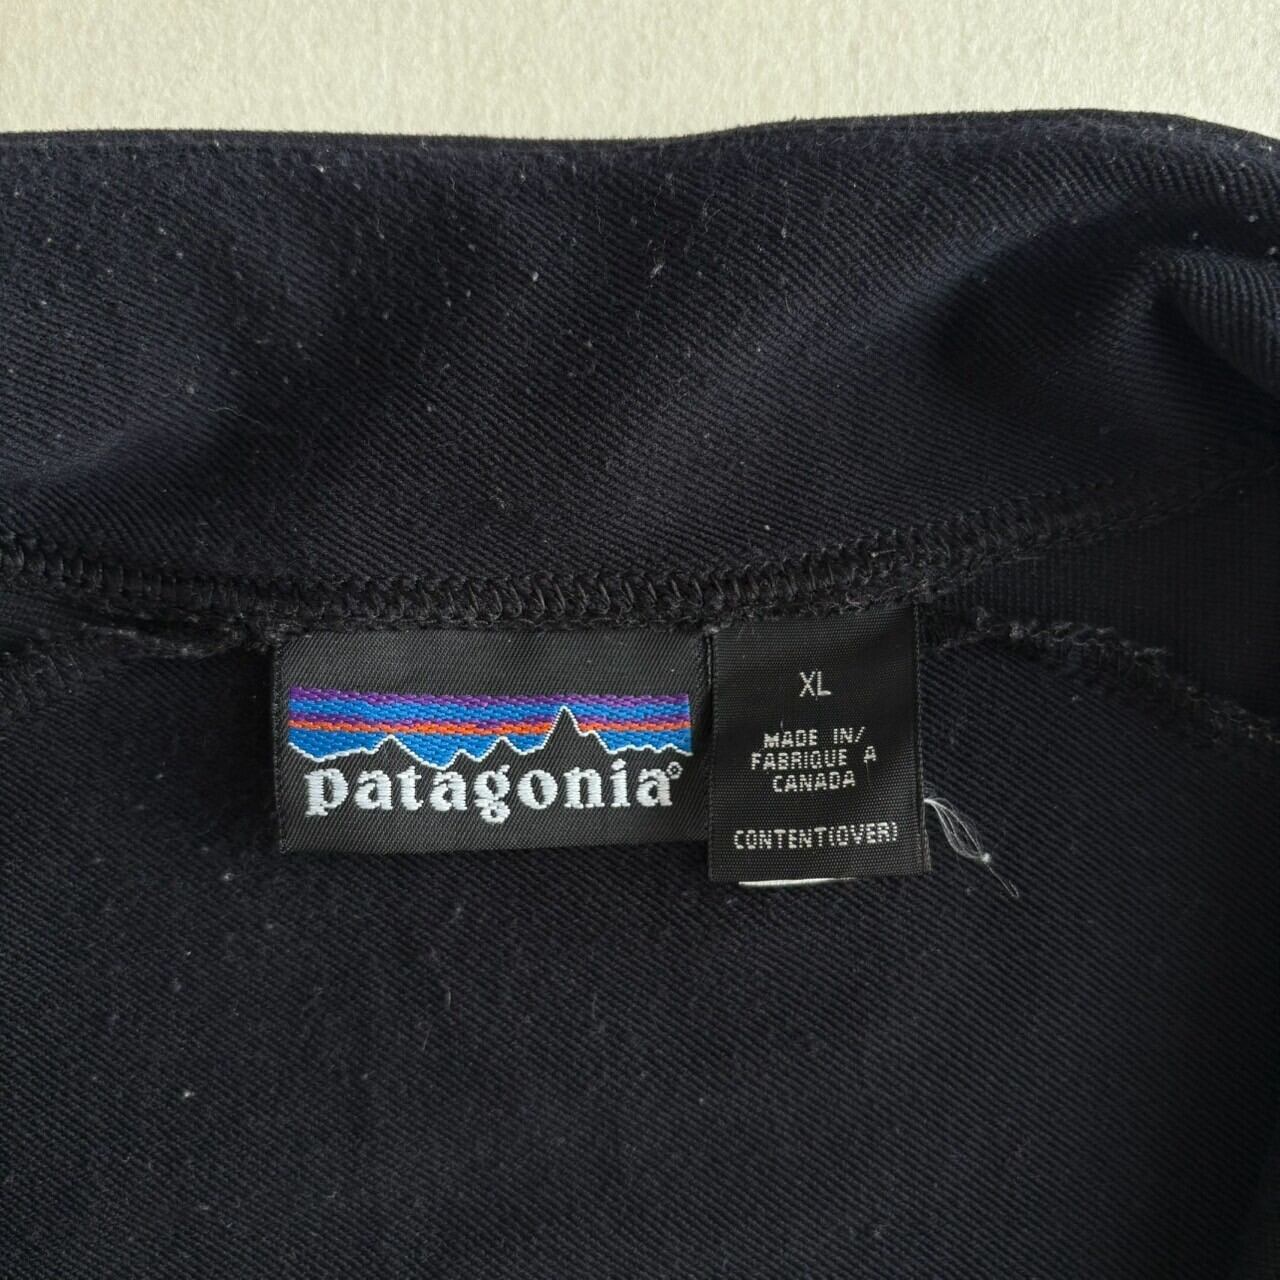 patagonia®
XL
MADE IN/
FABRIQUE A
CANADA
CONTENT(OVER)